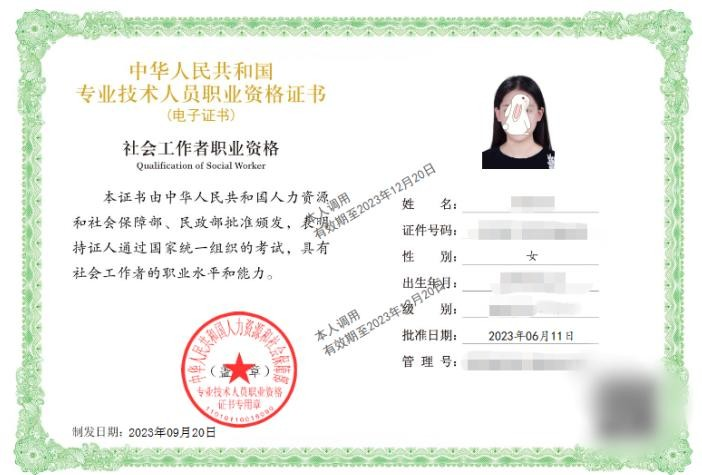 中华人民共和国
专业技术人员职业资格证书
(电子证书)
社会工作者职业资格
Qualification of Social Worker
本证书由中华人民共和国人力资源
和社会保障部、民政部批准颁发，表明
持证人通过国家统一组织的考试，具有
社会工作者的职业水平和能力。
本人调用
有效期至2023年12月20日
姓 名：
证件号码：
性 别： 女
出生年月：
级 别：
批准日期： 2023年06月11日
管 理 号：
本人调用
有效期至2023年12月20日
中华人民共和国人力资源和社会保障部
（盖 章）
专业技术人员职业资格
证书专用章
制发日期：2023年09月20日